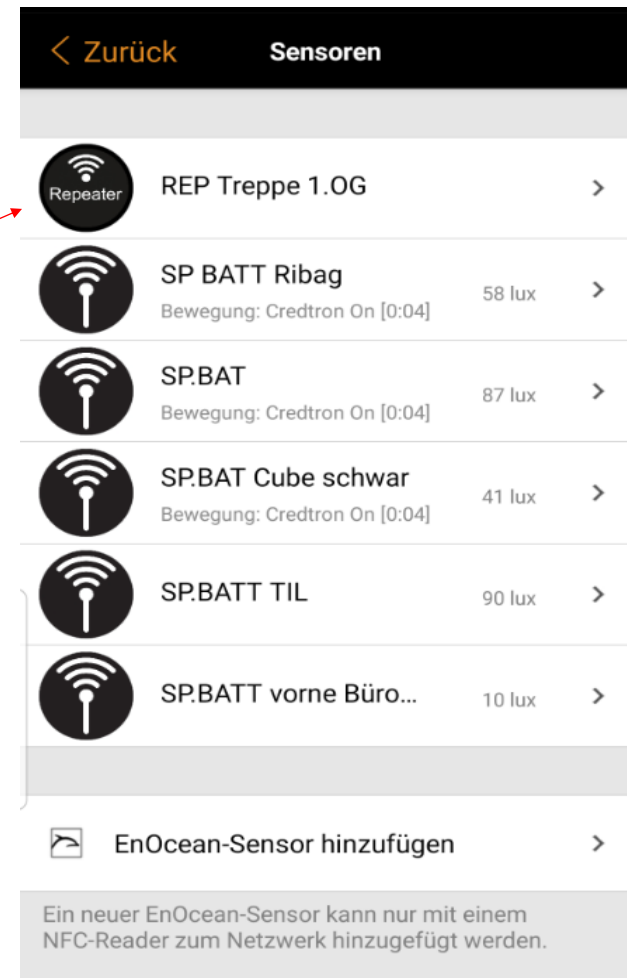 Zurück Sensoren
Repeater REP Treppe 1.OG
SP BATT Ribag
Bewegung: Credtron On [0:04] 58 lux
SP.BAT
Bewegung: Credtron On [0:04] 87 lux
SP.BAT Cube schwar
Bewegung: Credtron On [0:04] 41 lux
SP.BATT TIL 90 lux
SP.BATT vorne Büro... 10 lux
EnOcean-Sensor hinzufügen
Ein neuer EnOcean-Sensor kann nur mit einem
NFC-Reader zum Netzwerk hinzugefügt werden.